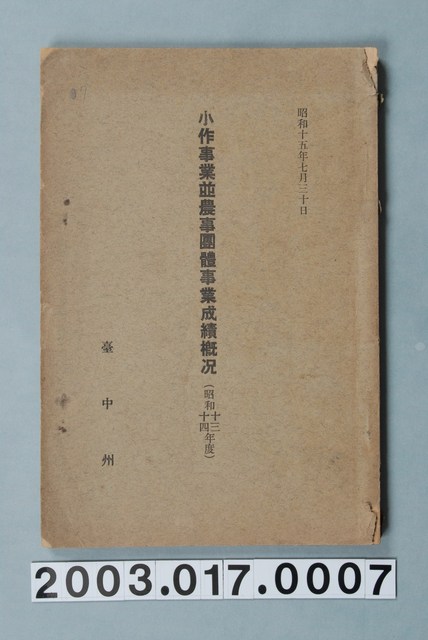 昭和十五年七月三十日
小作事業並農事團體事業成績概況(昭和十三十四年度)
臺中州
2003.017.0007